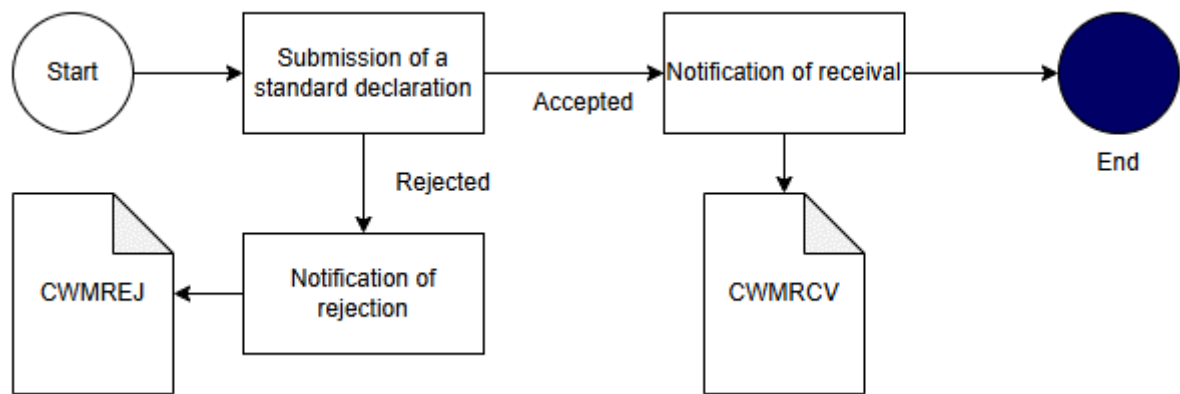 Start
Submission of a
standard declaration
Accepted
Notification of receival
End
Rejected
CWMREJ
Notification of
rejection
CWMRCV